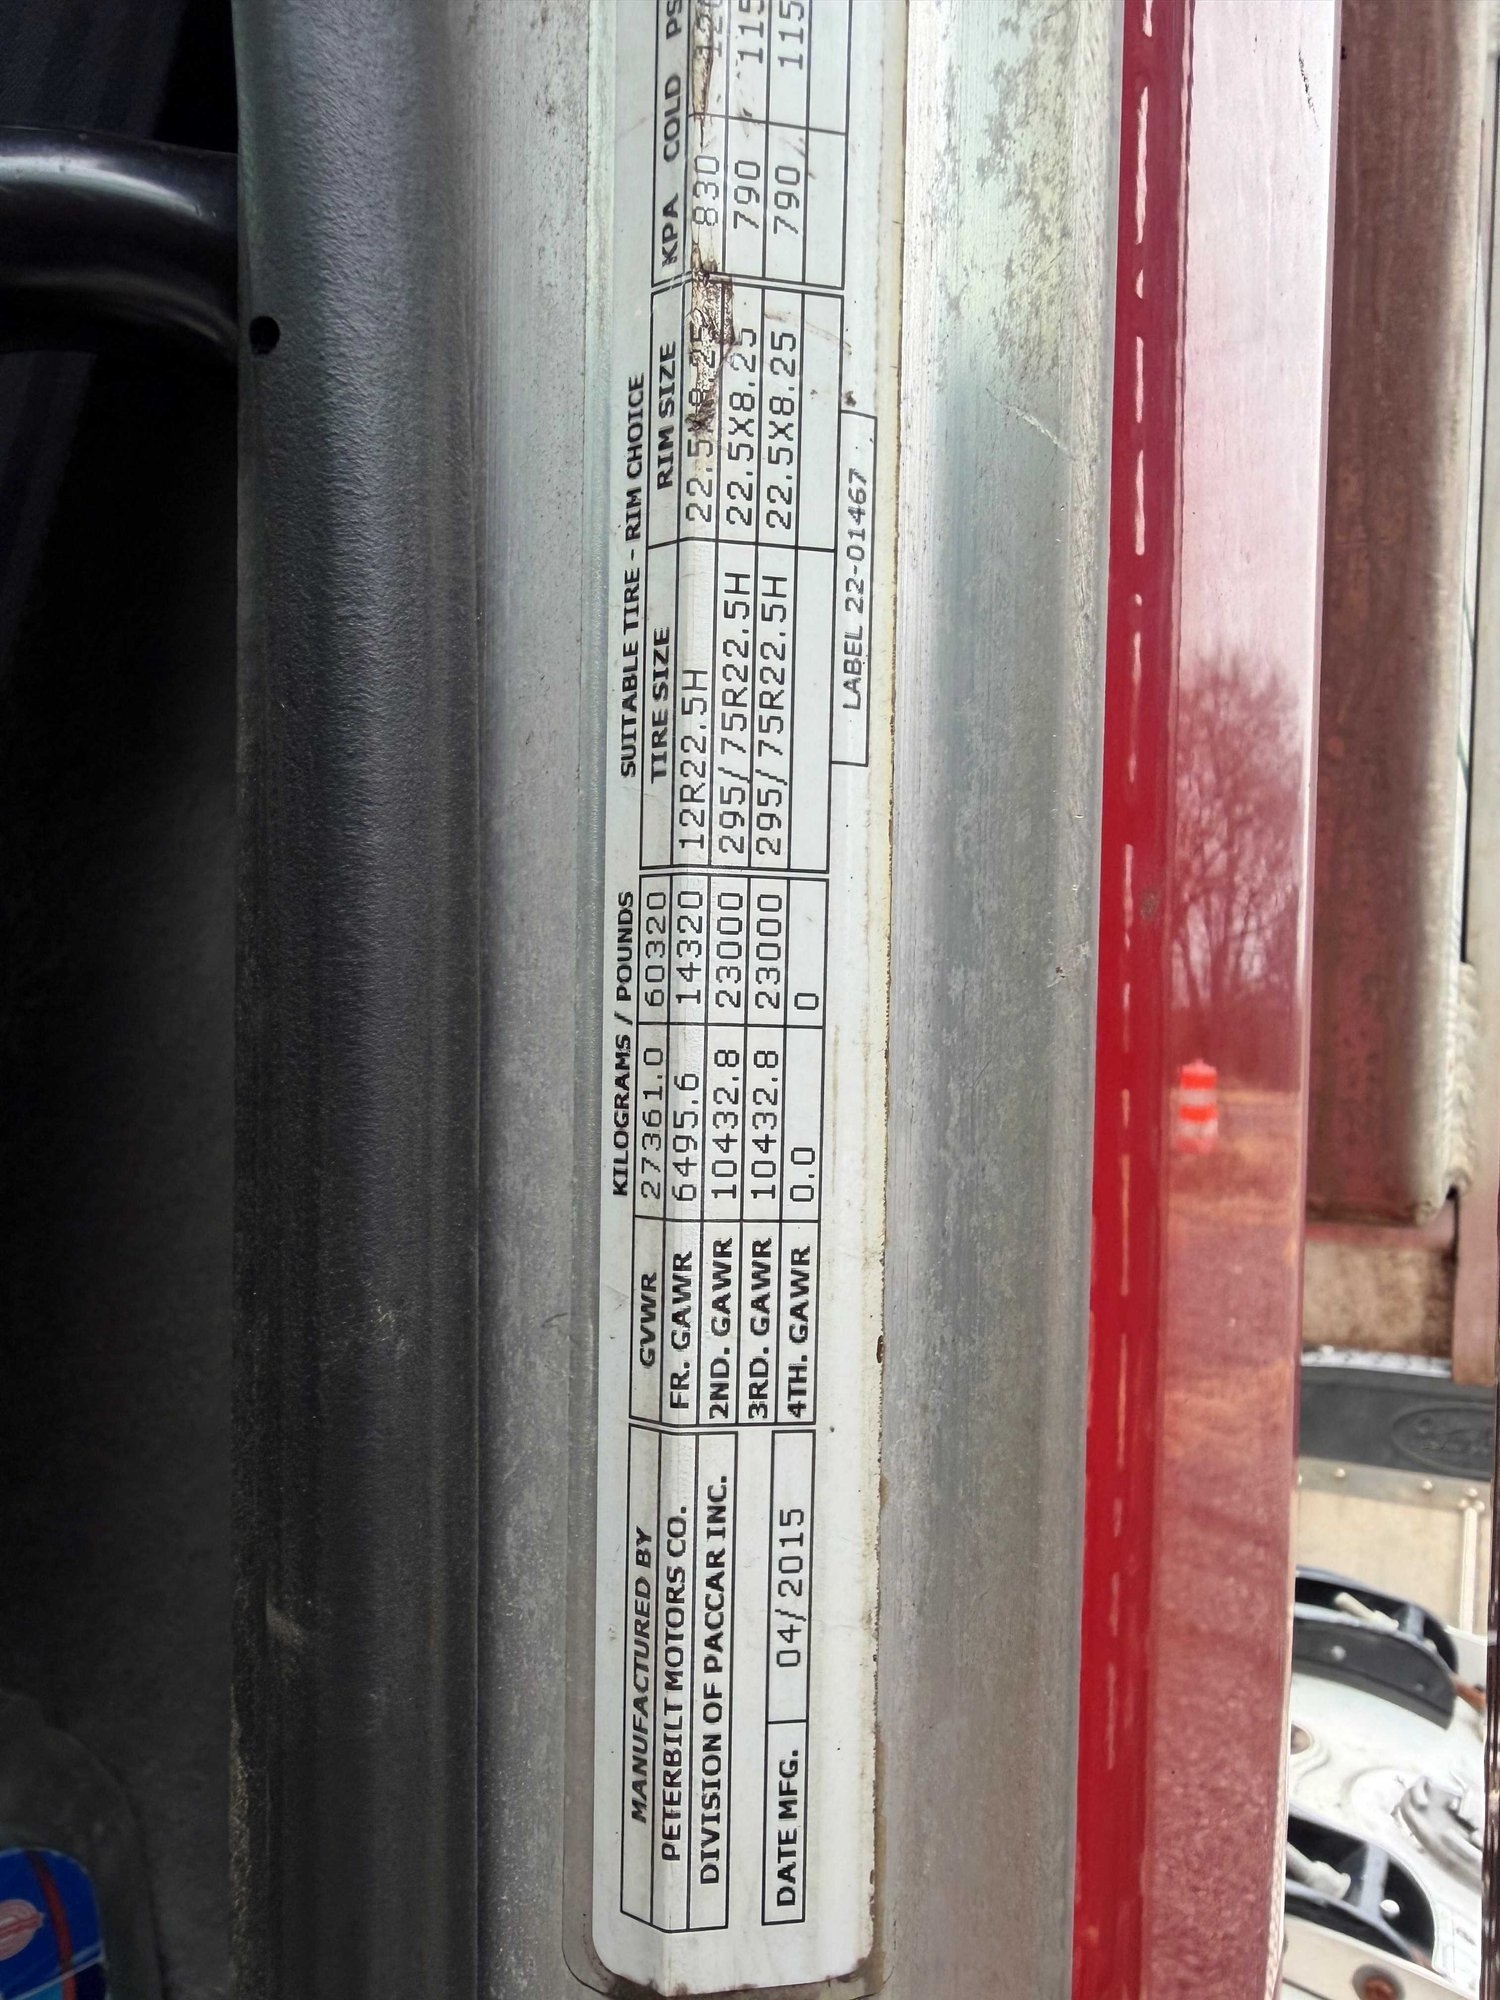 MANUFACTURED BY
PETERBILT MOTORS CO.
DIVISION OF PACCAR INC.
DATE MFG. 04/2015
KILOGRAMS / POUNDS
GVWR 27361.0 60320
FR. GAWR 6495.6 14320
2ND. GAWR 10432.8 23000
3RD. GAWR 10432.8 23000
4TH. GAWR 0.0 0
SUITABLE TIRE - RIM CHOICE
TIRE SIZE RIM SIZE KPA COLD
12R22.5H 22.5X8.25 830
295/75R22.5H 22.5X8.25 790 115
295/75R22.5H 22.5X8.25 790 115
LABEL 22-01467